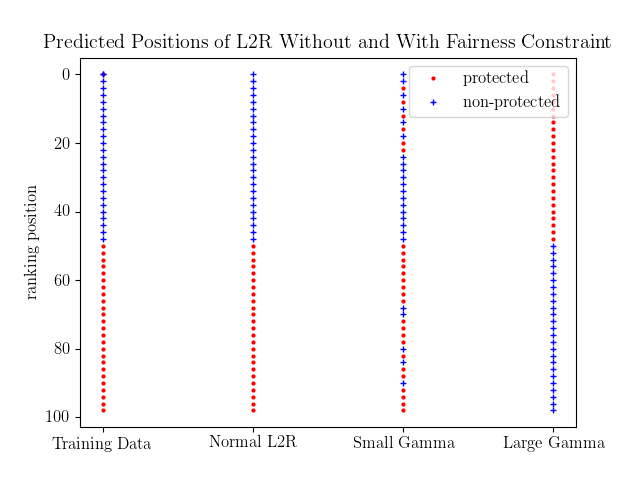 Predicted Positions of L2R Without and With Fairness Constraint
protected
non-protected
ranking position
0
20
40
60
80
100
Training Data
Normal L2R
Small Gamma
Large Gamma